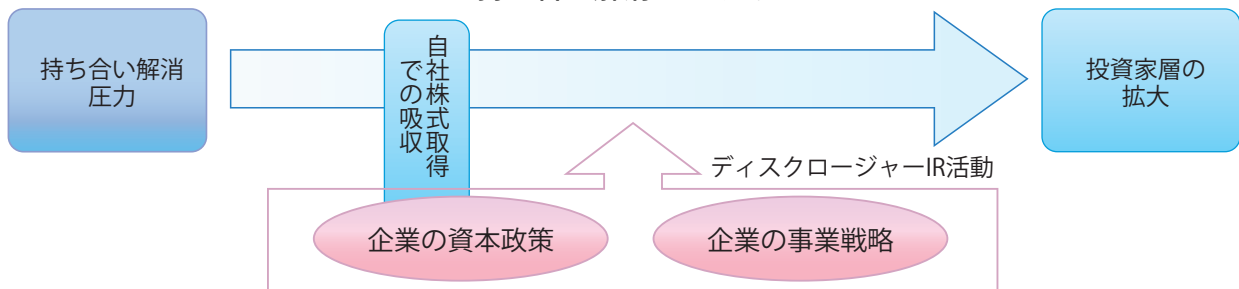 持ち合い解消
圧力
自社株式取得
での吸収
投資家層の
拡大
ディスクロージャーIR活動
企業の資本政策
企業の事業戦略